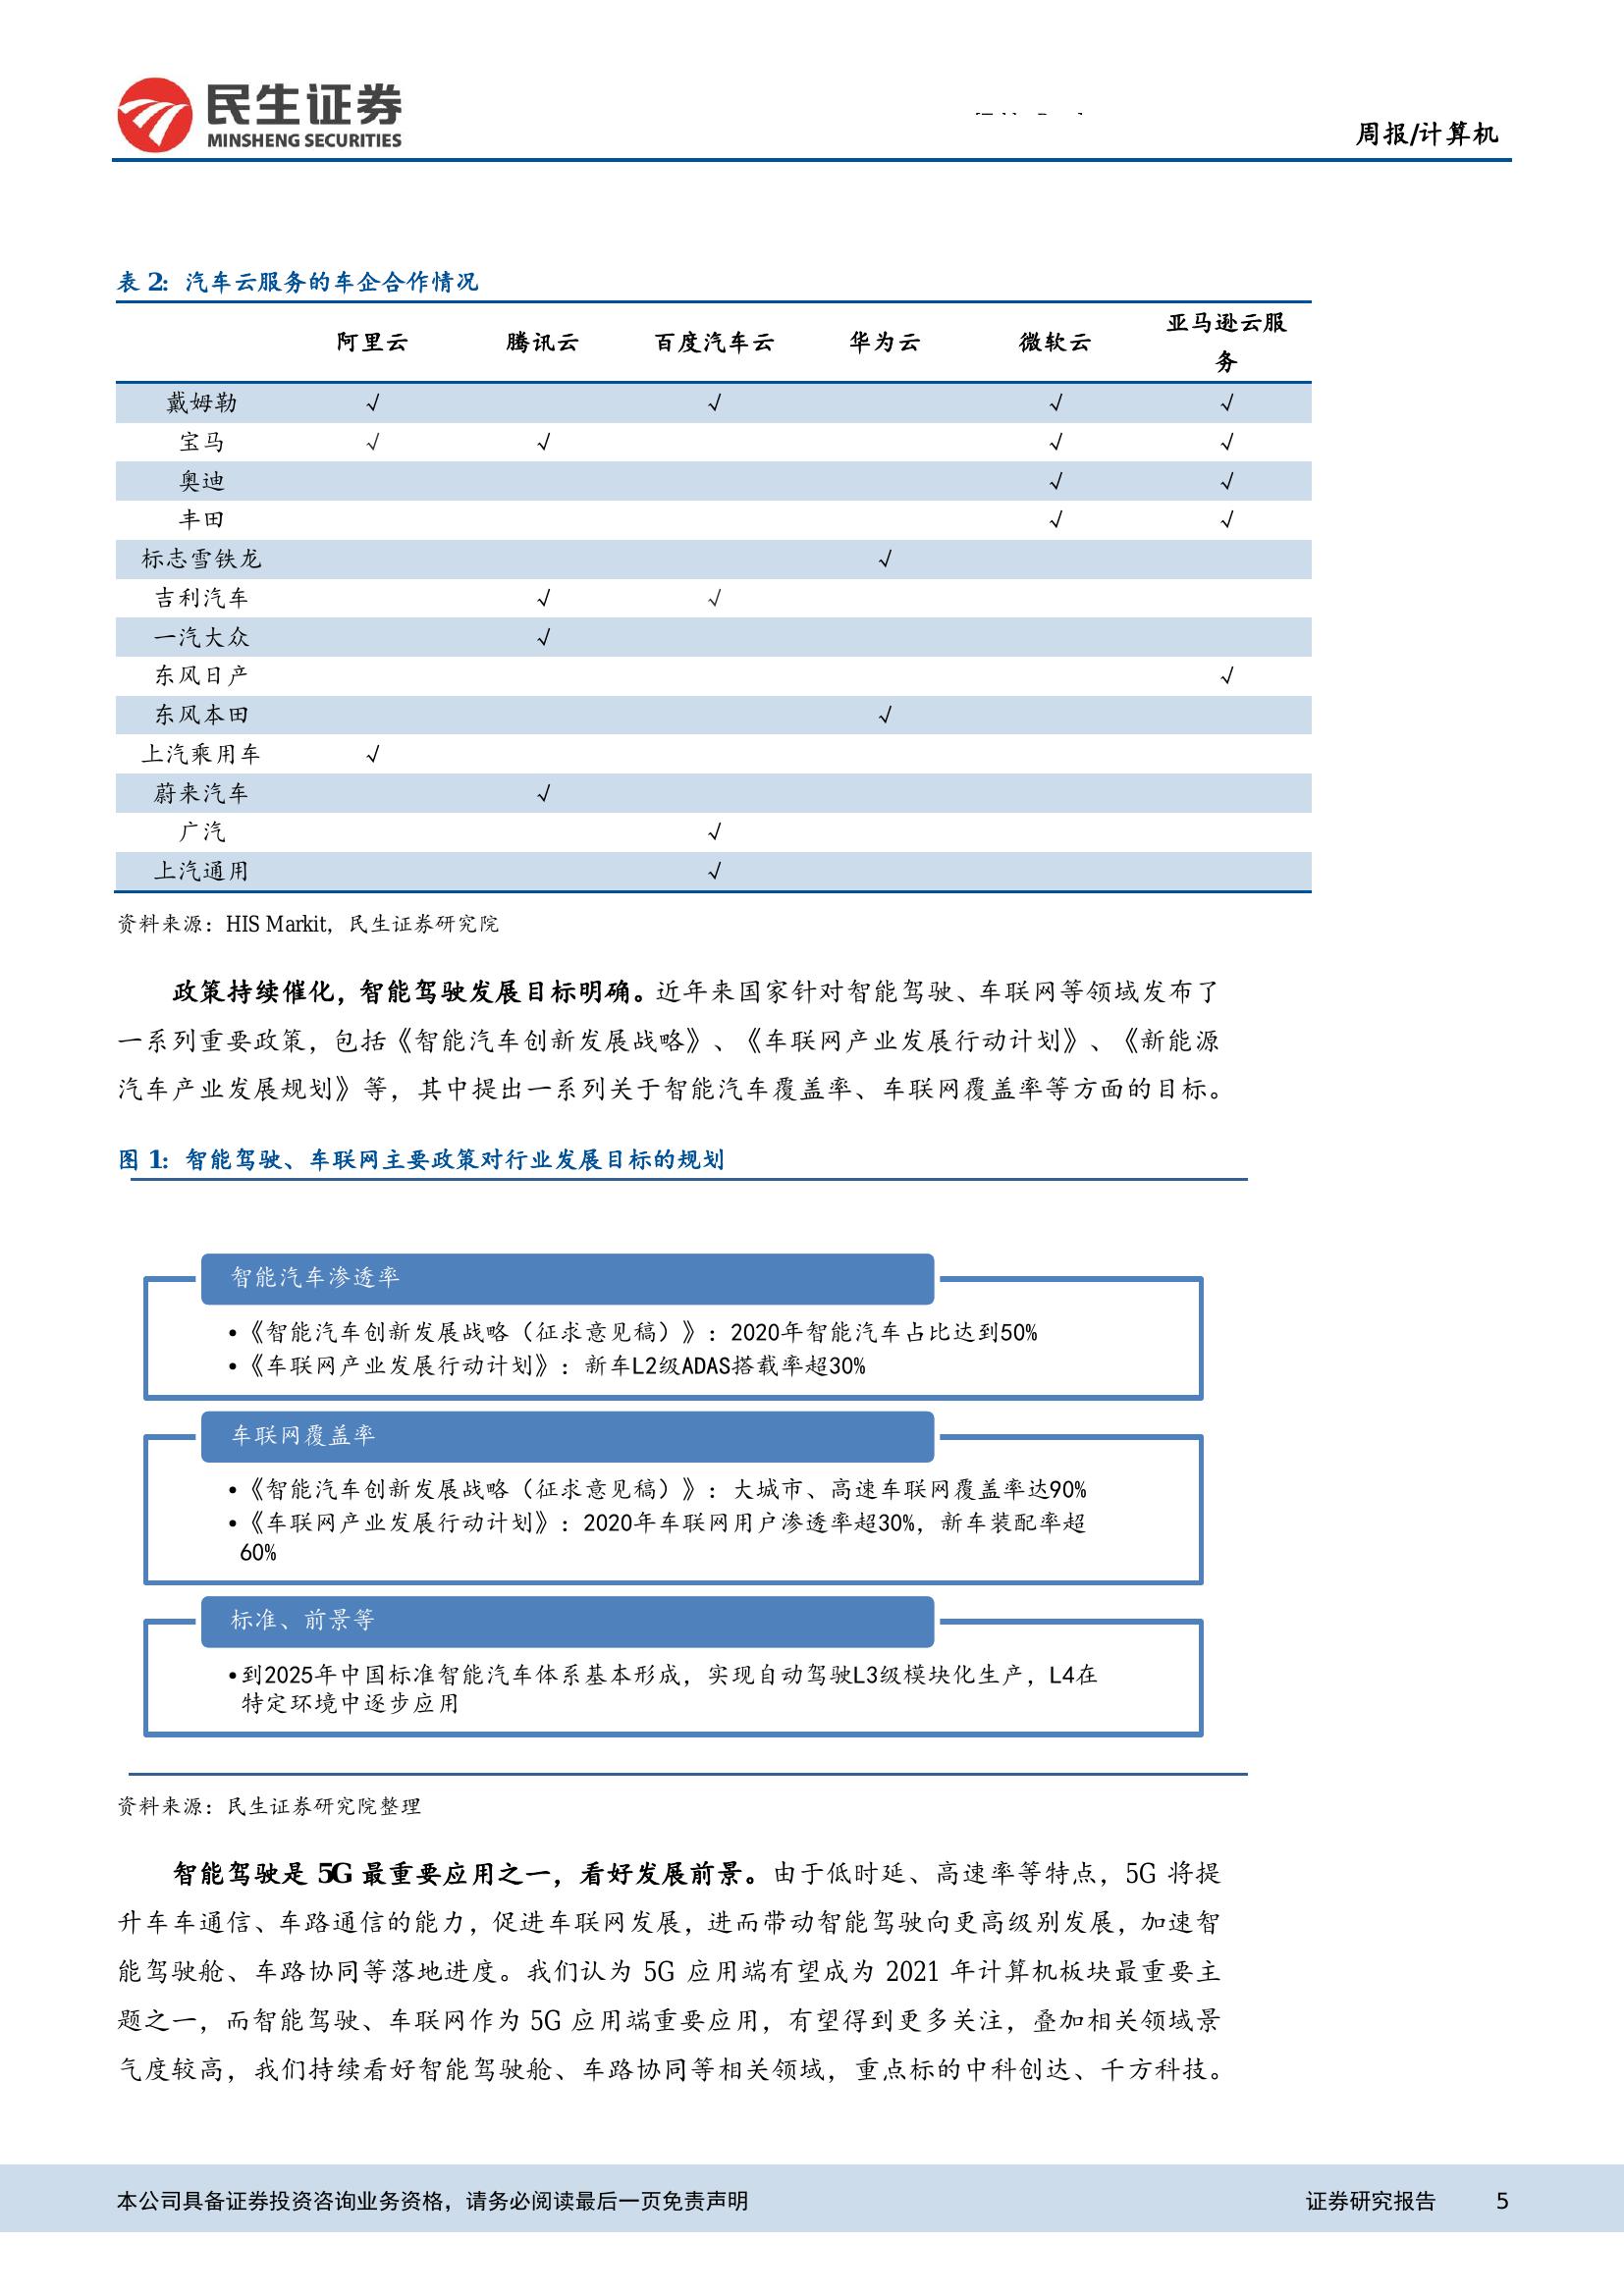 民生证券
MINSHENG SECURITIES
周报/计算机
表 2：汽车云服务的车企合作情况
阿里云 腾讯云 百度汽车云 华为云 微软云 亚马逊云服务
戴姆勒 √ √ √ √
宝马 √ √ √ √
奥迪 √ √
丰田 √ √
标志雪铁龙 √
吉利汽车 √ √
一汽大众 √
东风日产 √
东风本田 √
上汽乘用车 √
蔚来汽车 √
广汽 √
上汽通用 √
资料来源：HIS Markit，民生证券研究院
政策持续催化，智能驾驶发展目标明确。近年来国家针对智能驾驶、车联网等领域发布了
一系列重要政策，包括《智能汽车创新发展战略》、《车联网产业发展行动计划》、《新能源
汽车产业发展规划》等，其中提出一系列关于智能汽车覆盖率、车联网覆盖率等方面的目标。
图 1：智能驾驶、车联网主要政策对行业发展目标的规划
智能汽车渗透率
•《智能汽车创新发展战略（征求意见稿）》：2020年智能汽车占比达到50%
•《车联网产业发展行动计划》：新车L2级ADAS搭载率超30%
车联网覆盖率
•《智能汽车创新发展战略（征求意见稿）》：大城市、高速车联网覆盖率达90%
•《车联网产业发展行动计划》：2020年车联网用户渗透率超30%，新车装配率超
60%
标准、前景等
•到2025年中国标准智能汽车体系基本形成，实现自动驾驶L3级模块化生产，L4在
特定环境中逐步应用
资料来源：民生证券研究院整理
智能驾驶是 5G 最重要应用之一，看好发展前景。由于低时延、高速率等特点，5G 将提
升车车通信、车路通信的能力，促进车联网发展，进而带动智能驾驶向更高级别发展，加速智
能驾驶舱、车路协同等落地进度。我们认为 5G 应用端有望成为 2021 年计算机板块最重要主
题之一，而智能驾驶、车联网作为 5G 应用端重要应用，有望得到更多关注，叠加相关领域景
气度较高，我们持续看好智能驾驶舱、车路协同等相关领域，重点标的中科创达、千方科技。
本公司具备证券投资咨询业务资格，请务必阅读最后一页免责声明 证券研究报告 5